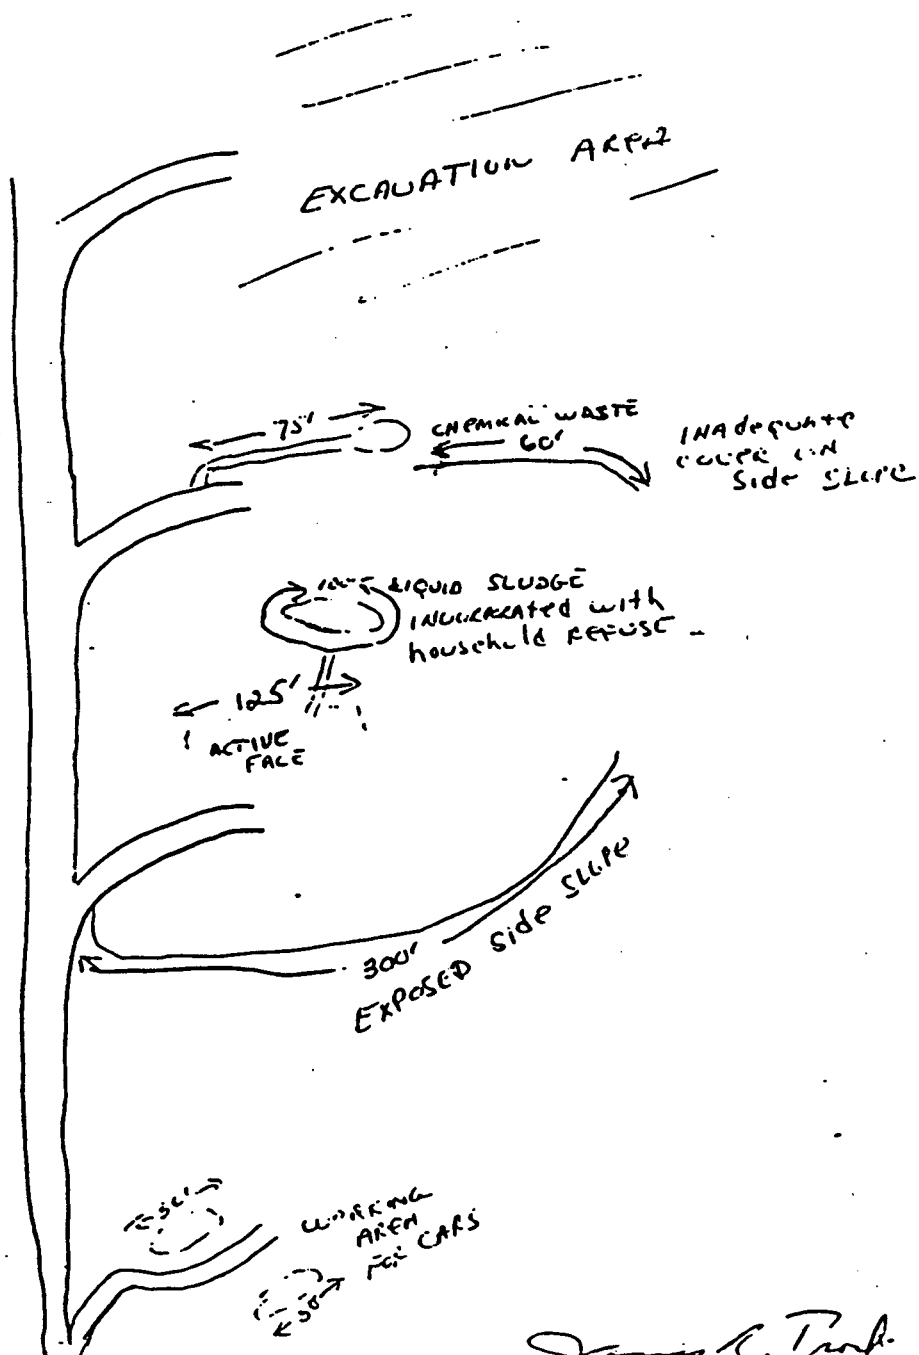 EXCAVATION AREA
75'
CHEMICAL WASTE
60'
INAdequate
COVER ON
Side SLOPE
LIQUID SLUDGE
INCORPORATED with
household REFUSE
125'
ACTIVE
FACE
300'
EXPOSED Side SLOPE
WORKING
AREA
FOR CARS